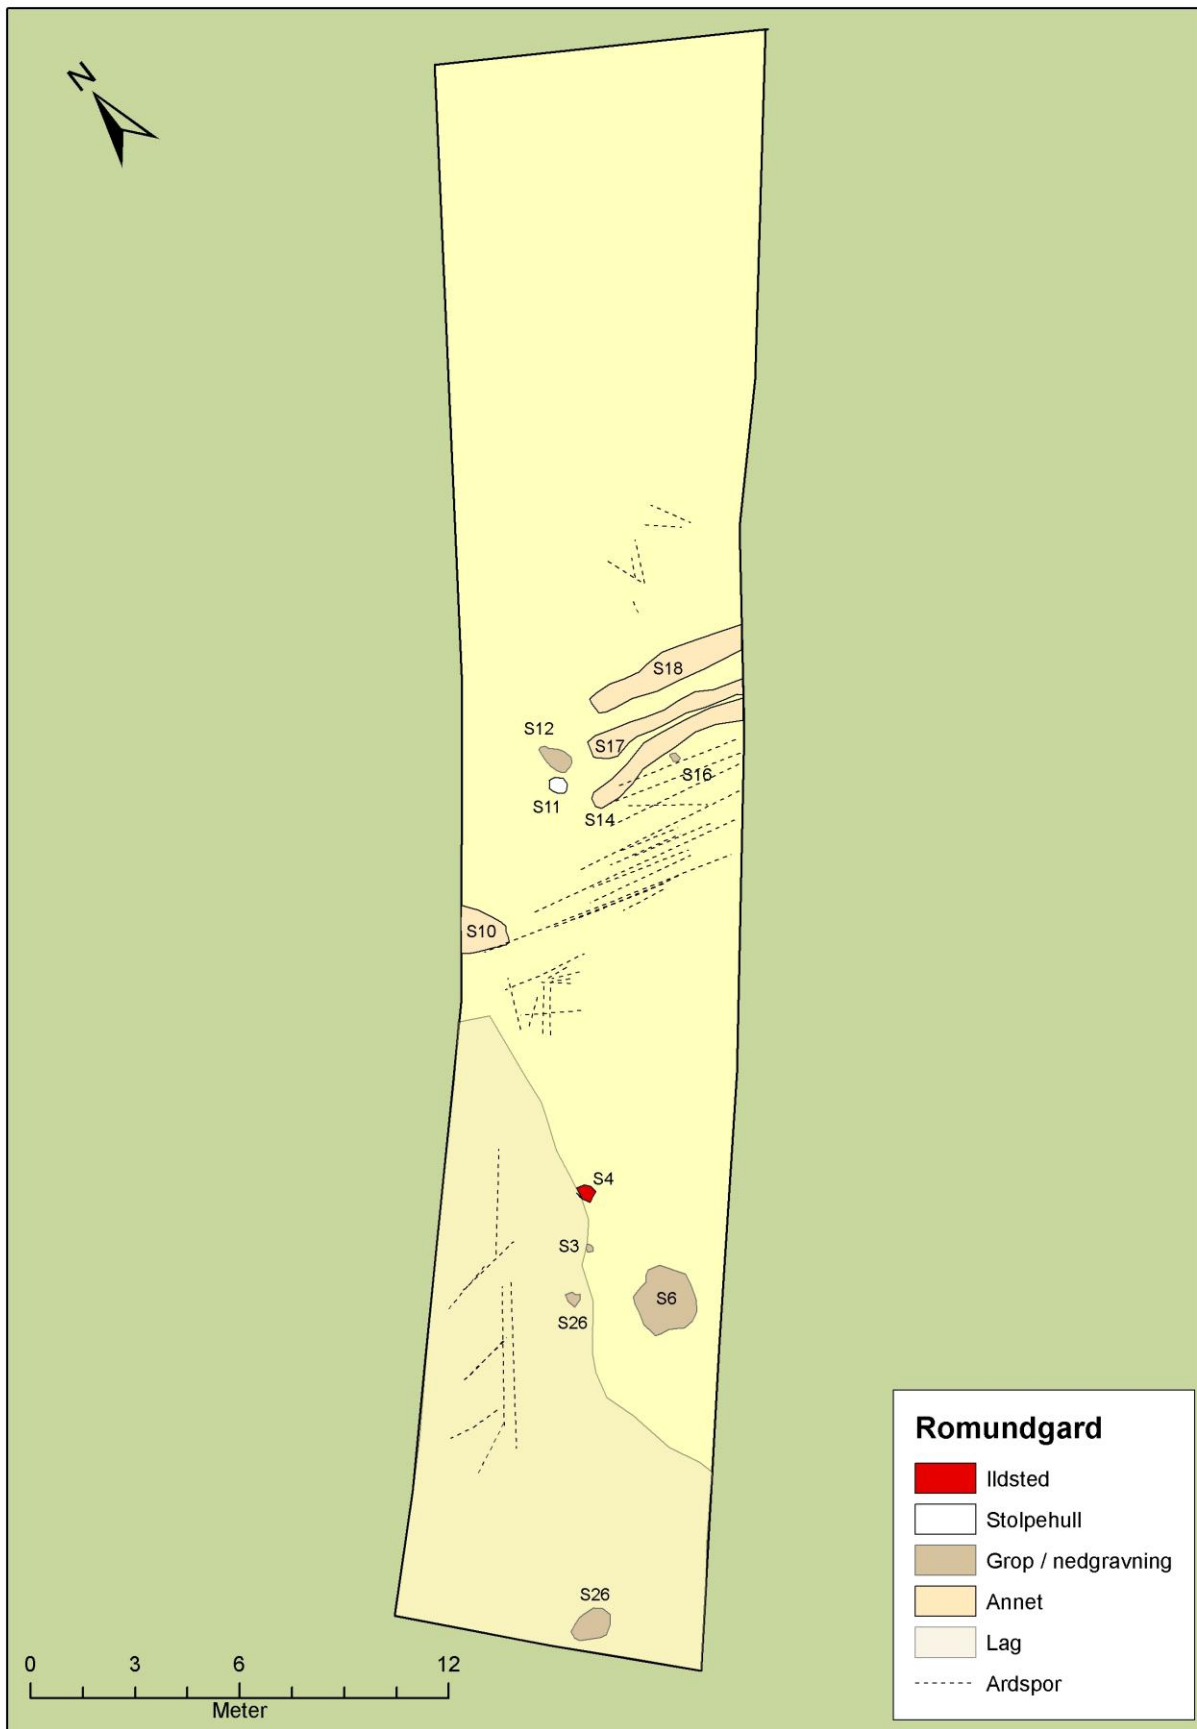 N
S18
S12
S17
S16
S11
S14
S10
S4
S3
S6
S26
S26
0 3 6 12
Meter
Romundgard
Ildsted
Stolpehull
Grop / nedgravning
Annet
Lag
Ardspor